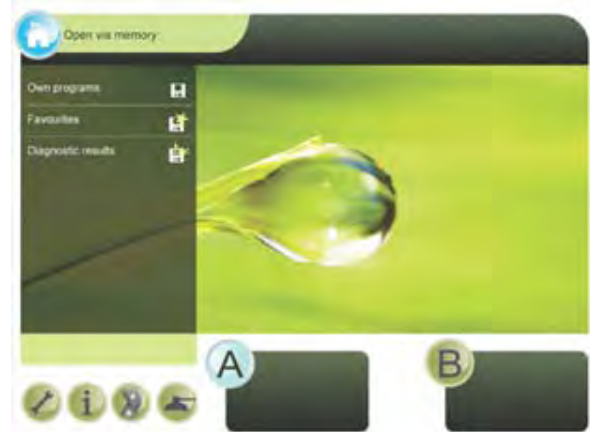 Open via memory
Own programs
Favourites
Diagnostic results
A
B
i